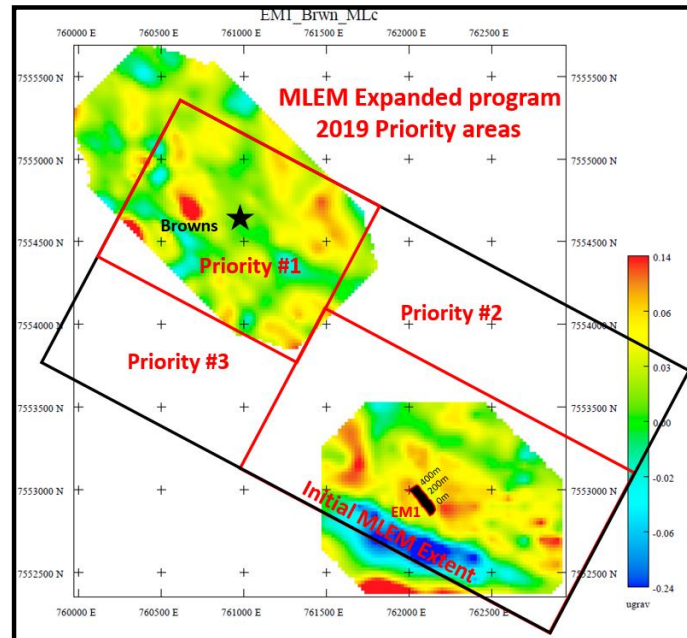 EM1_Brwn_MLc
760000 E
760500 E
761000 E
761500 E
762000 E
762500 E
7555500 N
7555500 N
MLEM Expanded program
2019 Priority areas
7555000 N
7555000 N
Browns
7554500 N
7554500 N
Priority #1
0.14
Priority #2
0.06
7554000 N
7554000 N
Priority #3
0.03
7553500 N
7553500 N
0.00
400m
200m
0m
7553000 N
7553000 N
EM1
-0.02
Initial MLEM Extent
-0.06
7552500 N
7552500 N
-0.24
ugrav
760000 E
760500 E
761000 E
761500 E
762000 E
762500 E